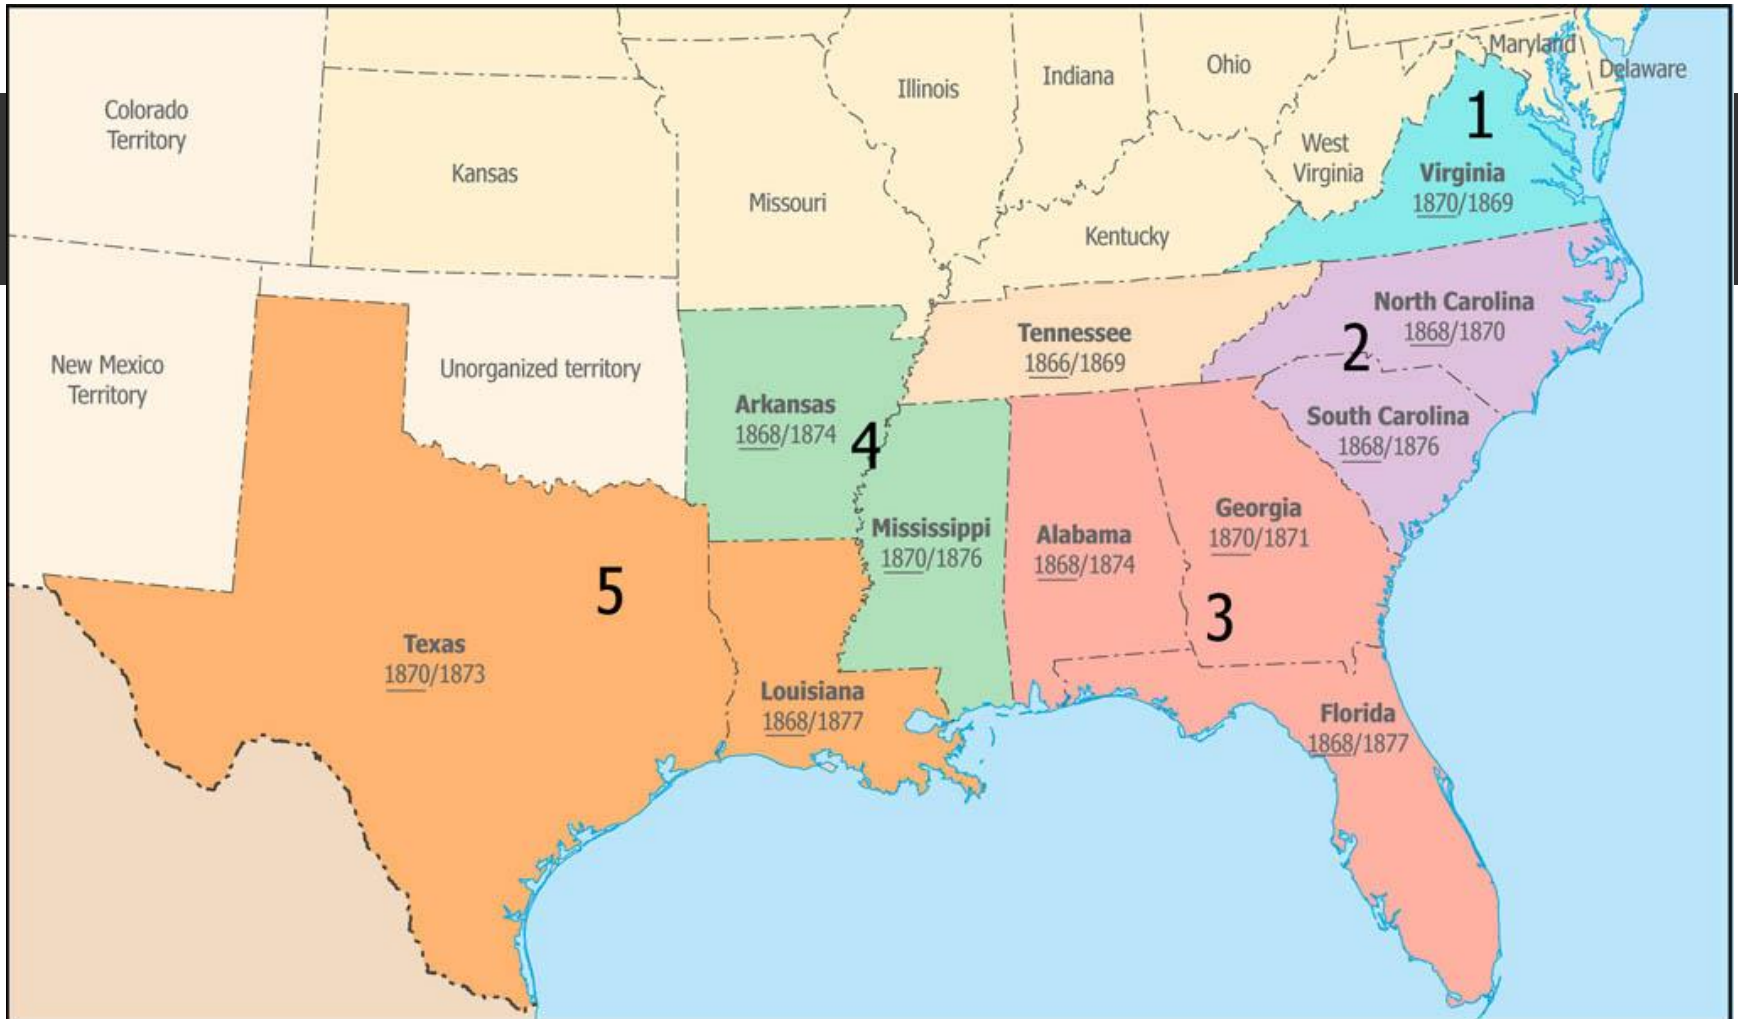 Maryland
Delaware
Ohio
Indiana
Illinois
Colorado
Territory
1
West
Virginia
Kansas
Virginia
1870/1869
Missouri
Kentucky
North Carolina
1868/1870
Tennessee
1866/1869
2
New Mexico
Territory
Unorganized territory
Arkansas
1868/1874
4
South Carolina
1868/1876
Georgia
1870/1871
Mississippi
1870/1876
Alabama
1868/1874
5
3
Texas
1870/1873
Louisiana
1868/1877
Florida
1868/1877